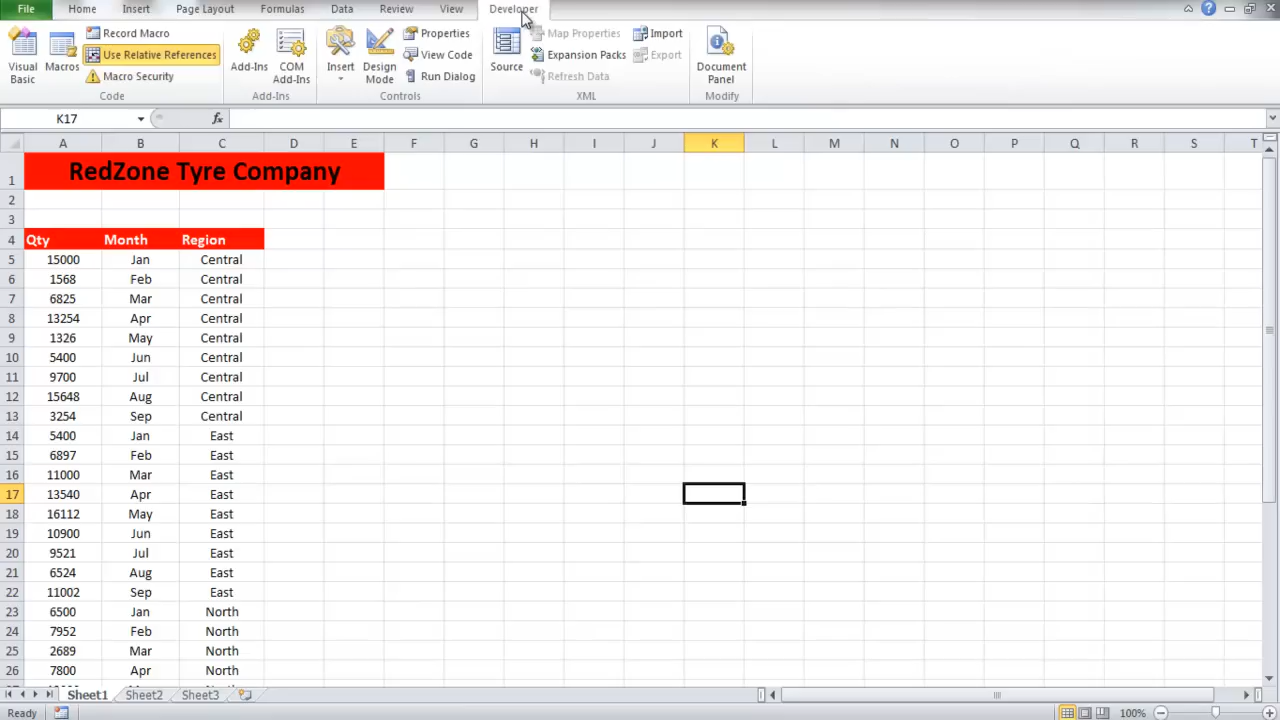 File Home Insert Page Layout Formulas Data Review View Developer
Visual Basic
Macros
Record Macro
Use Relative References
Macro Security
Code
Add-Ins
COM Add-Ins
Add-Ins
Insert
Design Mode
Properties
View Code
Run Dialog
Controls
Source
Map Properties
Expansion Packs
Refresh Data
Import
Export
XML
Document Panel
Modify
K17 fx
A B C D E F G H I J K L M N O P Q R S T
1 RedZone Tyre Company
2
3
4 Qty Month Region
5 15000 Jan Central
6 1568 Feb Central
7 6825 Mar Central
8 13254 Apr Central
9 1326 May Central
10 5400 Jun Central
11 9700 Jul Central
12 15648 Aug Central
13 3254 Sep Central
14 5400 Jan East
15 6897 Feb East
16 11000 Mar East
17 13540 Apr East
18 16112 May East
19 10900 Jun East
20 9521 Jul East
21 6524 Aug East
22 11002 Sep East
23 6500 Jan North
24 7952 Feb North
25 2689 Mar North
26 7800 Apr North
Sheet1 Sheet2 Sheet3
Ready 100%